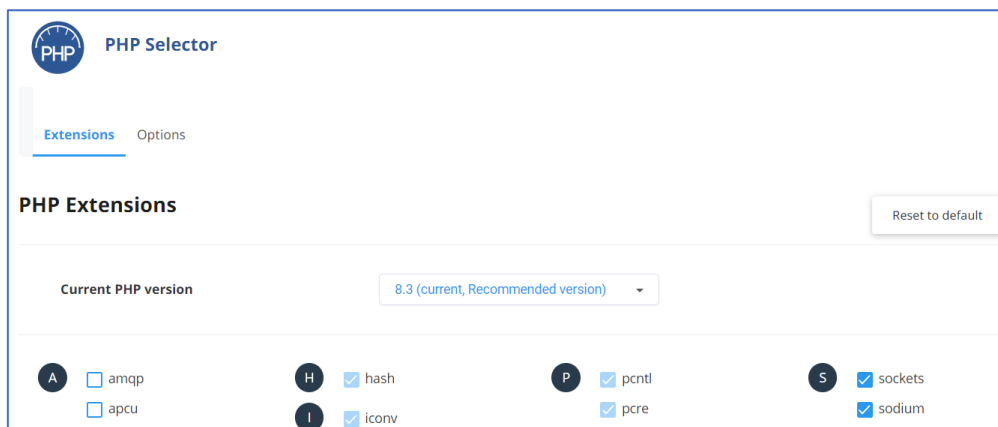 PHP
PHP Selector
Extensions Options
PHP Extensions
Reset to default
Current PHP version
8.3 (current, Recommended version)
A amqp H hash P pcntl S sockets
apcu I iconv pcre sodium